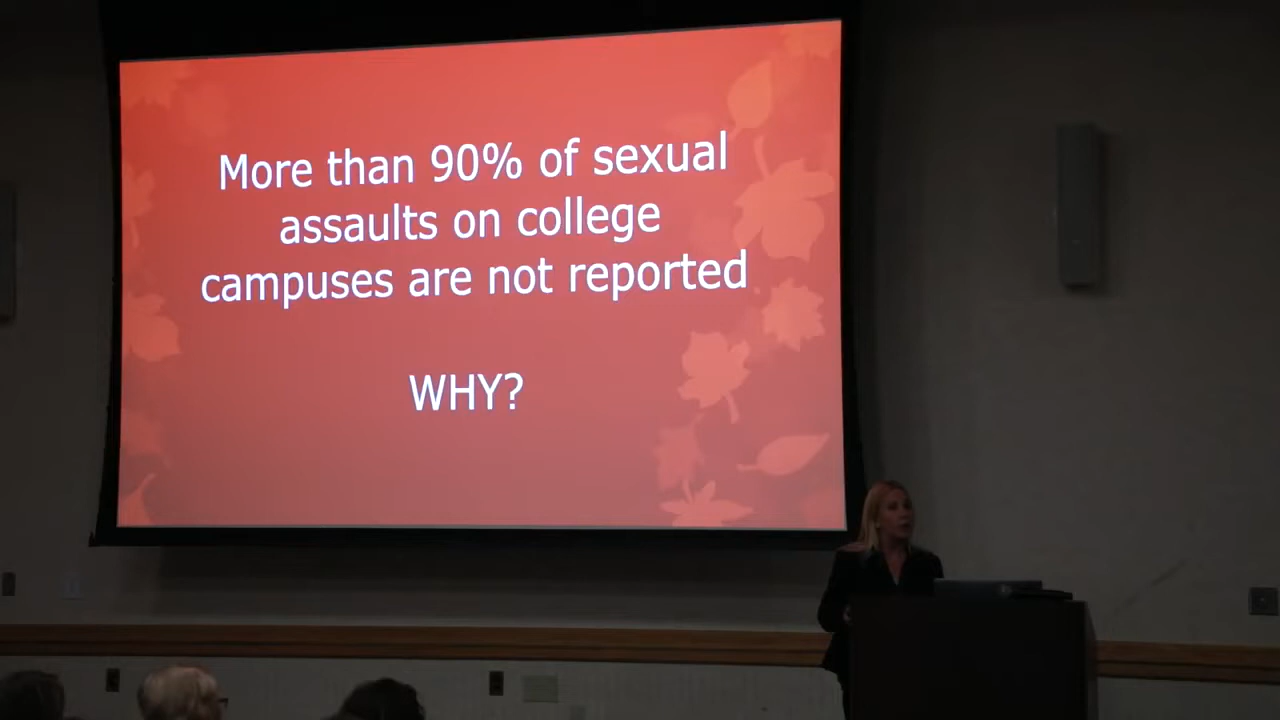 More than 90% of sexual
assaults on college
campuses are not reported
WHY?